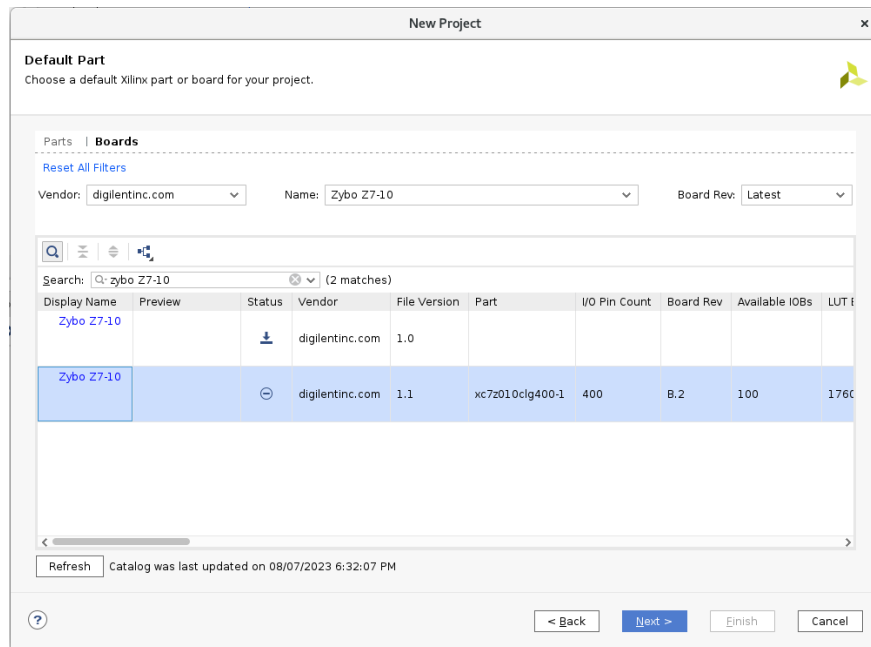 New Project
×
Default Part
Choose a default Xilinx part or board for your project.
Parts | Boards
Reset All Filters
Vendor: digilentinc.com Name: Zybo Z7-10 Board Rev: Latest
Search: zybo Z7-10 (2 matches)
Display Name Preview Status Vendor File Version Part I/O Pin Count Board Rev Available IOBs LUT E
Zybo Z7-10 digilentinc.com 1.0
Zybo Z7-10 digilentinc.com 1.1 xc7z010clg400-1 400 B.2 100 1760
Refresh Catalog was last updated on 08/07/2023 6:32:07 PM
? < Back Next > Finish Cancel